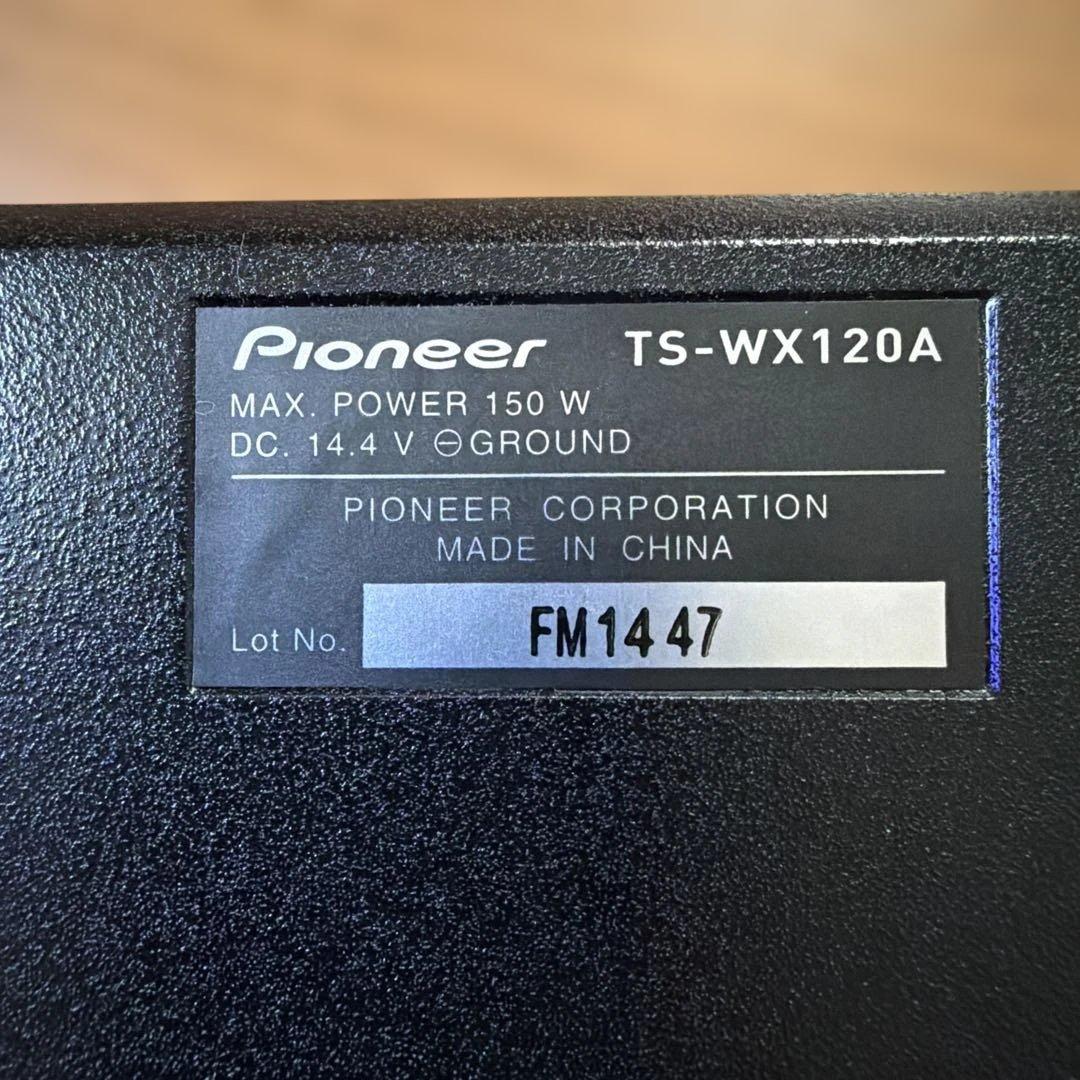 Pioneer TS-WX120A
MAX. POWER 150 W
DC. 14.4 V ⊖ GROUND
PIONEER CORPORATION
MADE IN CHINA
Lot No. FM1447